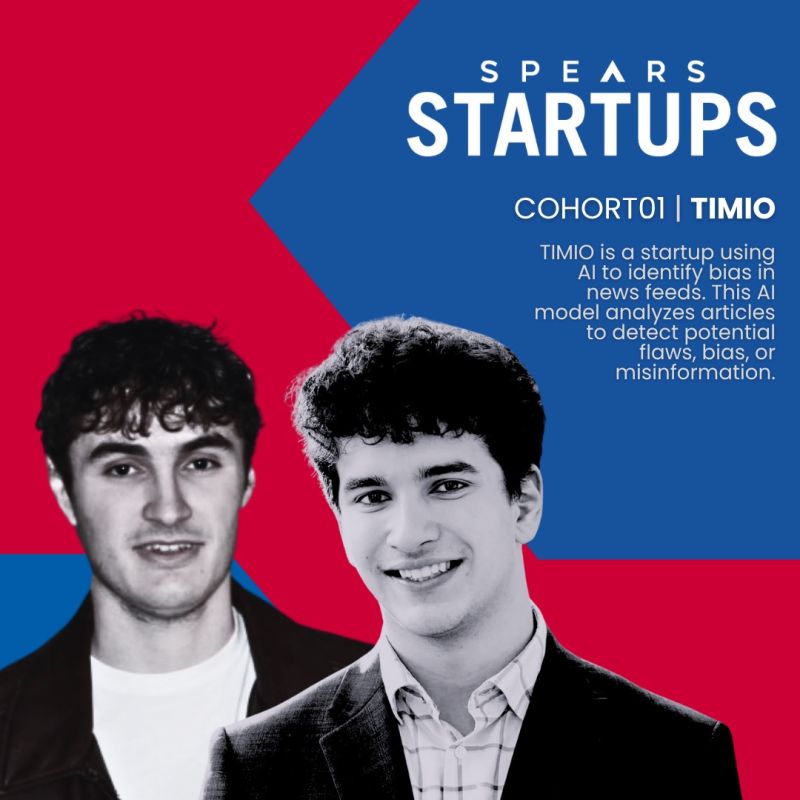 SPEARS
STARTUPS
COHORT01 | TIMIO
TIMIO is a startup using
AI to identify bias in
news feeds. This AI
model analyzes articles
to detect potential
flaws, bias, or
misinformation.